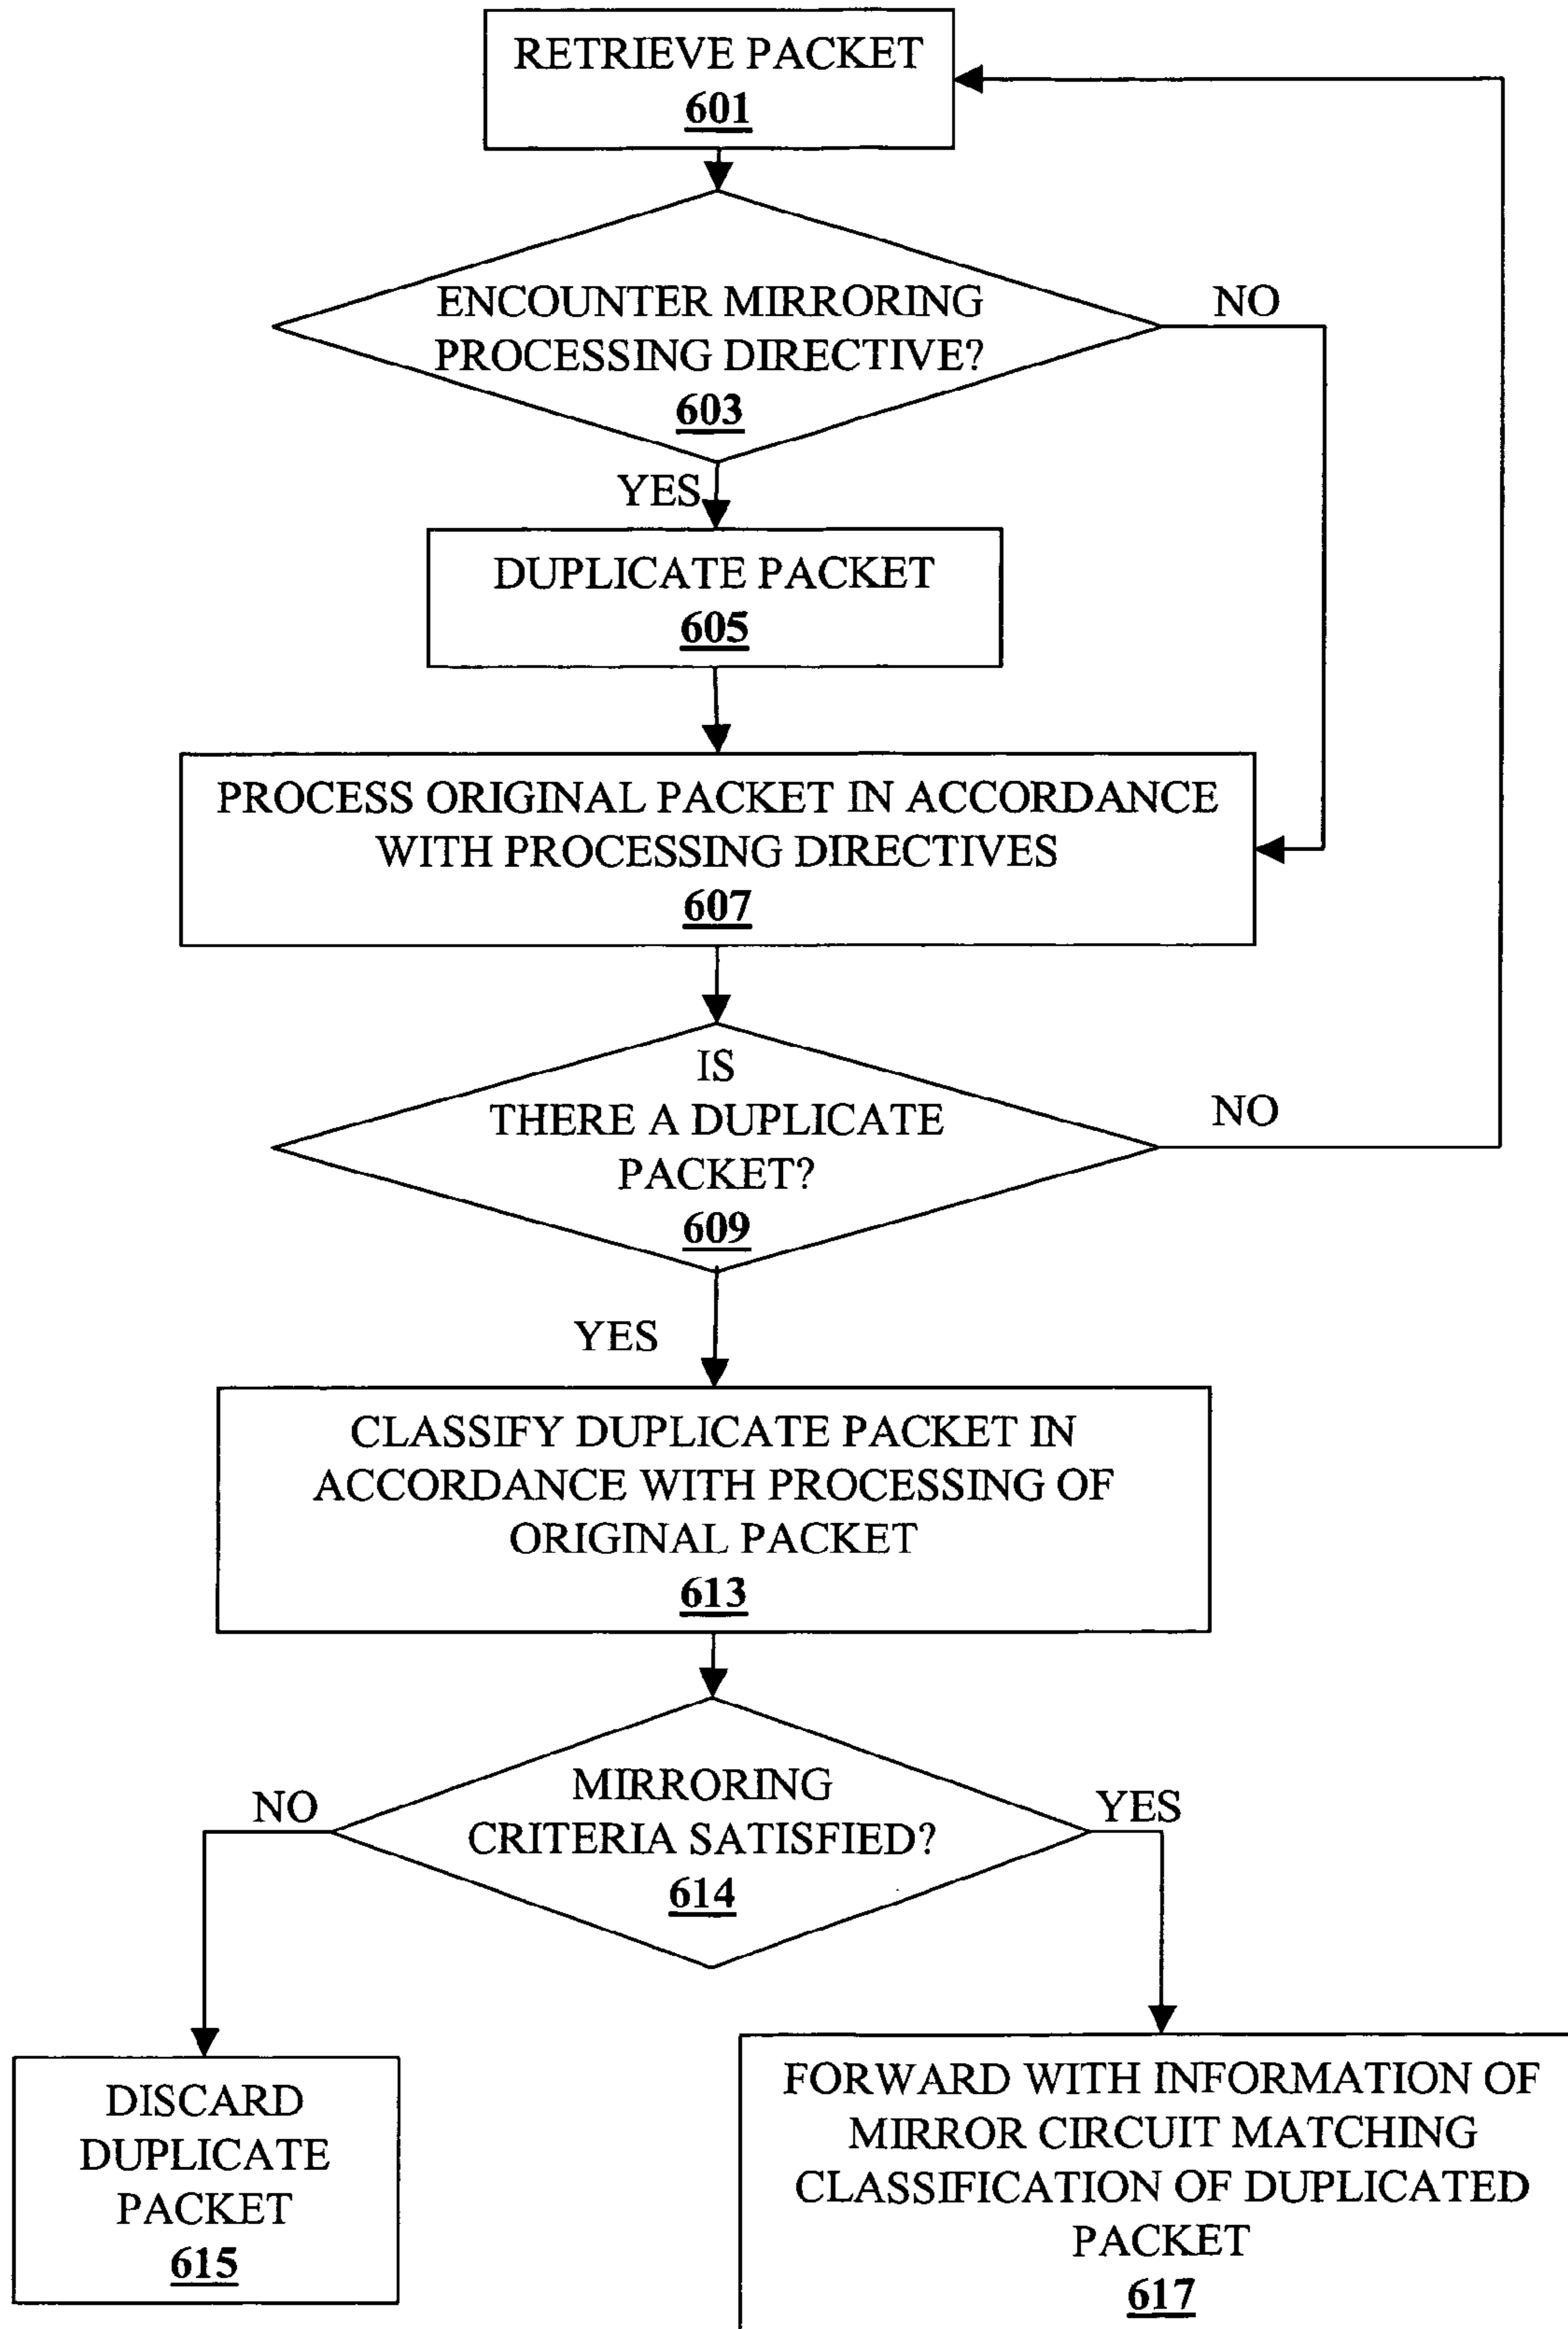 RETRIEVE PACKET
601
ENCOUNTER MIRRORING
PROCESSING DIRECTIVE?
603
NO
YES
DUPLICATE PACKET
605
PROCESS ORIGINAL PACKET IN ACCORDANCE
WITH PROCESSING DIRECTIVES
607
IS
THERE A DUPLICATE
PACKET?
609
NO
YES
CLASSIFY DUPLICATE PACKET IN
ACCORDANCE WITH PROCESSING OF
ORIGINAL PACKET
613
MIRRORING
CRITERIA SATISFIED?
614
NO
YES
DISCARD
DUPLICATE
PACKET
615
FORWARD WITH INFORMATION OF
MIRROR CIRCUIT MATCHING
CLASSIFICATION OF DUPLICATED
PACKET
617